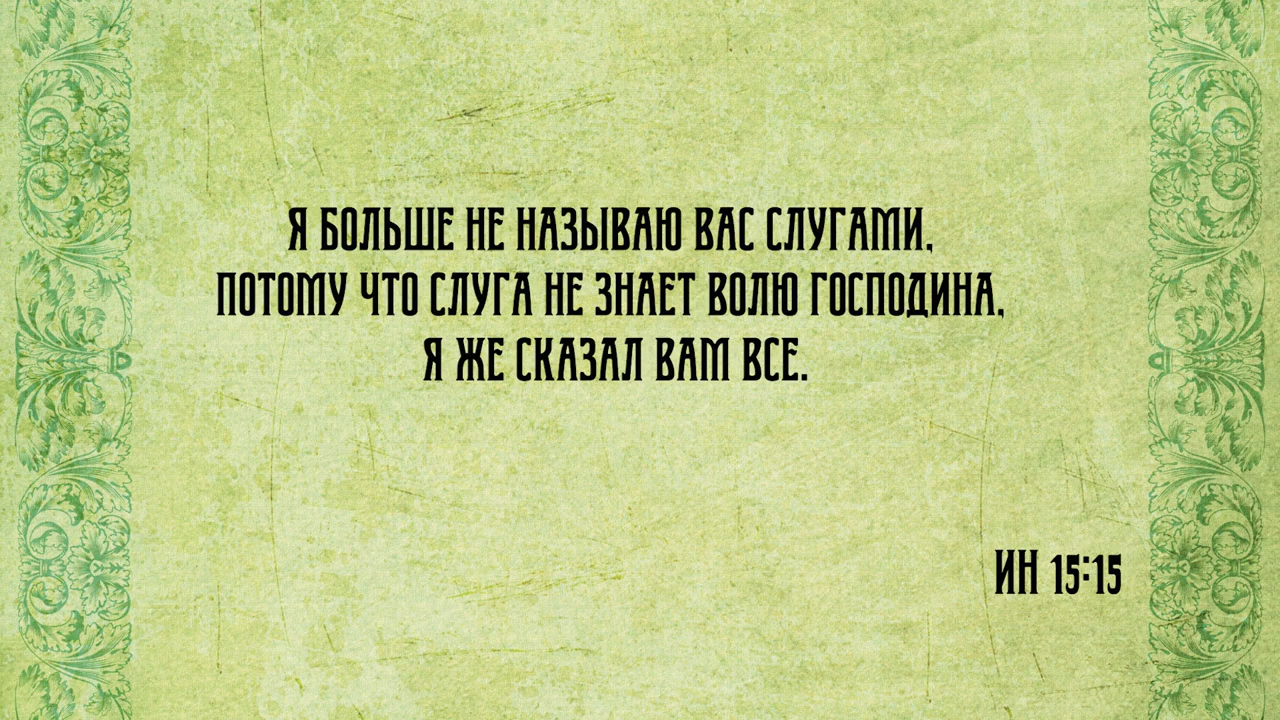 Я БОЛЬШЕ НЕ НАЗЫВАЮ ВАС СЛУГАМИ,
ПОТОМУ ЧТО СЛУГА НЕ ЗНАЕТ ВОЛЮ ГОСПОДИНА,
Я ЖЕ СКАЗАЛ ВАМ ВСЕ.
ИН 15:15